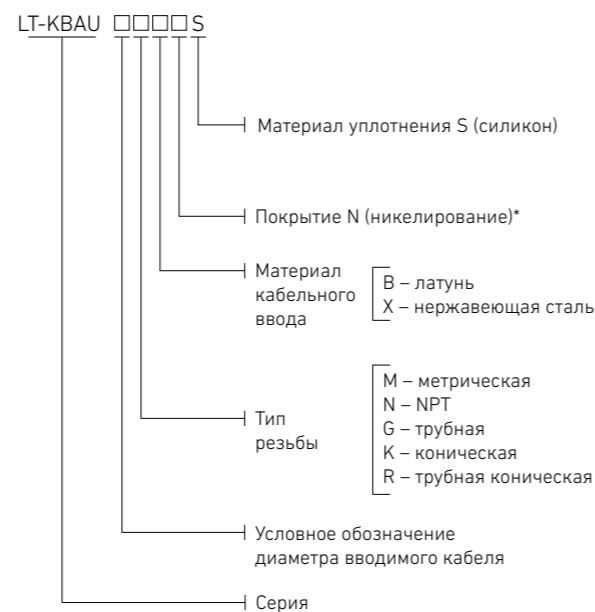 LT-KBAU □□□□S
Материал уплотнения S (силикон)
Покрытие N (никелирование)*
Материал
кабельного
ввода
B – латунь
X – нержавеющая сталь
Тип
резьбы
M – метрическая
N – NPT
G – трубная
K – коническая
R – трубная коническая
Условное обозначение
диаметра вводимого кабеля
Серия